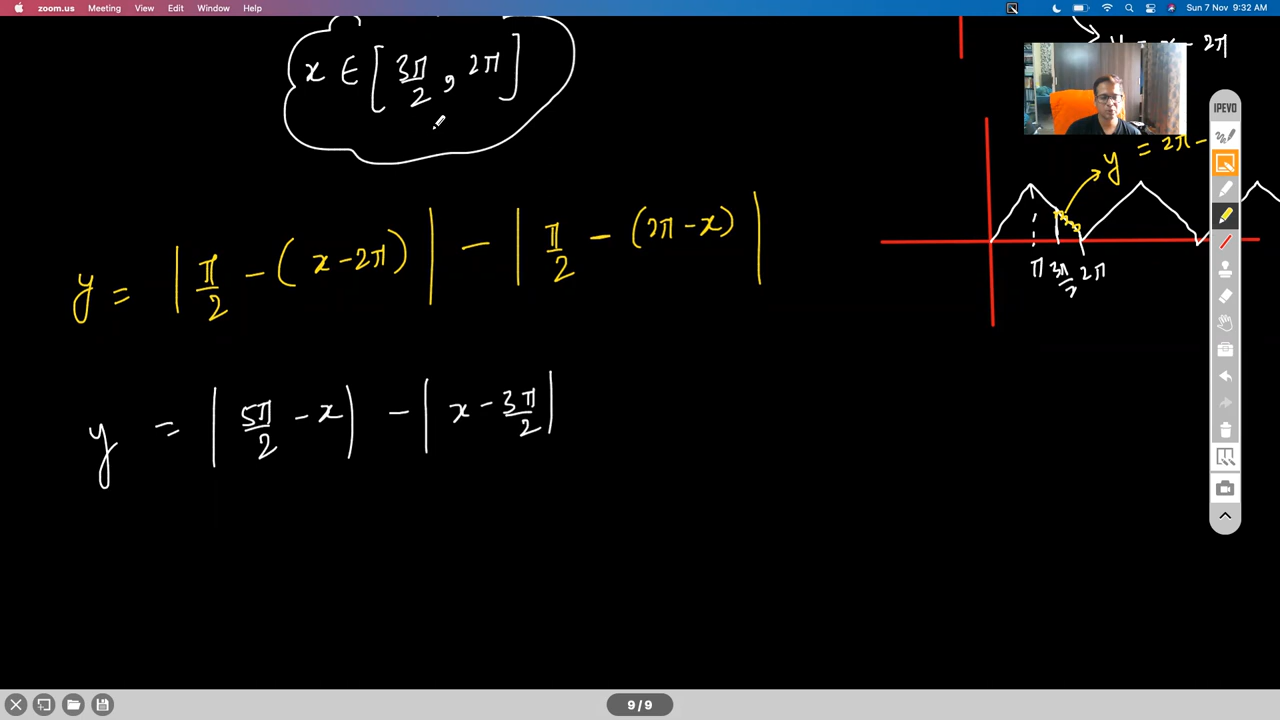 zoom.us Meeting View Edit Window Help Sun 7 Nov 9:32 AM
x ∈ [3π/2, 2π]
2π
IPEVO
y = 2π -
π 3π/2 2π
y = |π/2 - (x - 2π)| - |π/2 - (2π - x)|
y = |5π/2 - x| - |x - 3π/2|
9 / 9